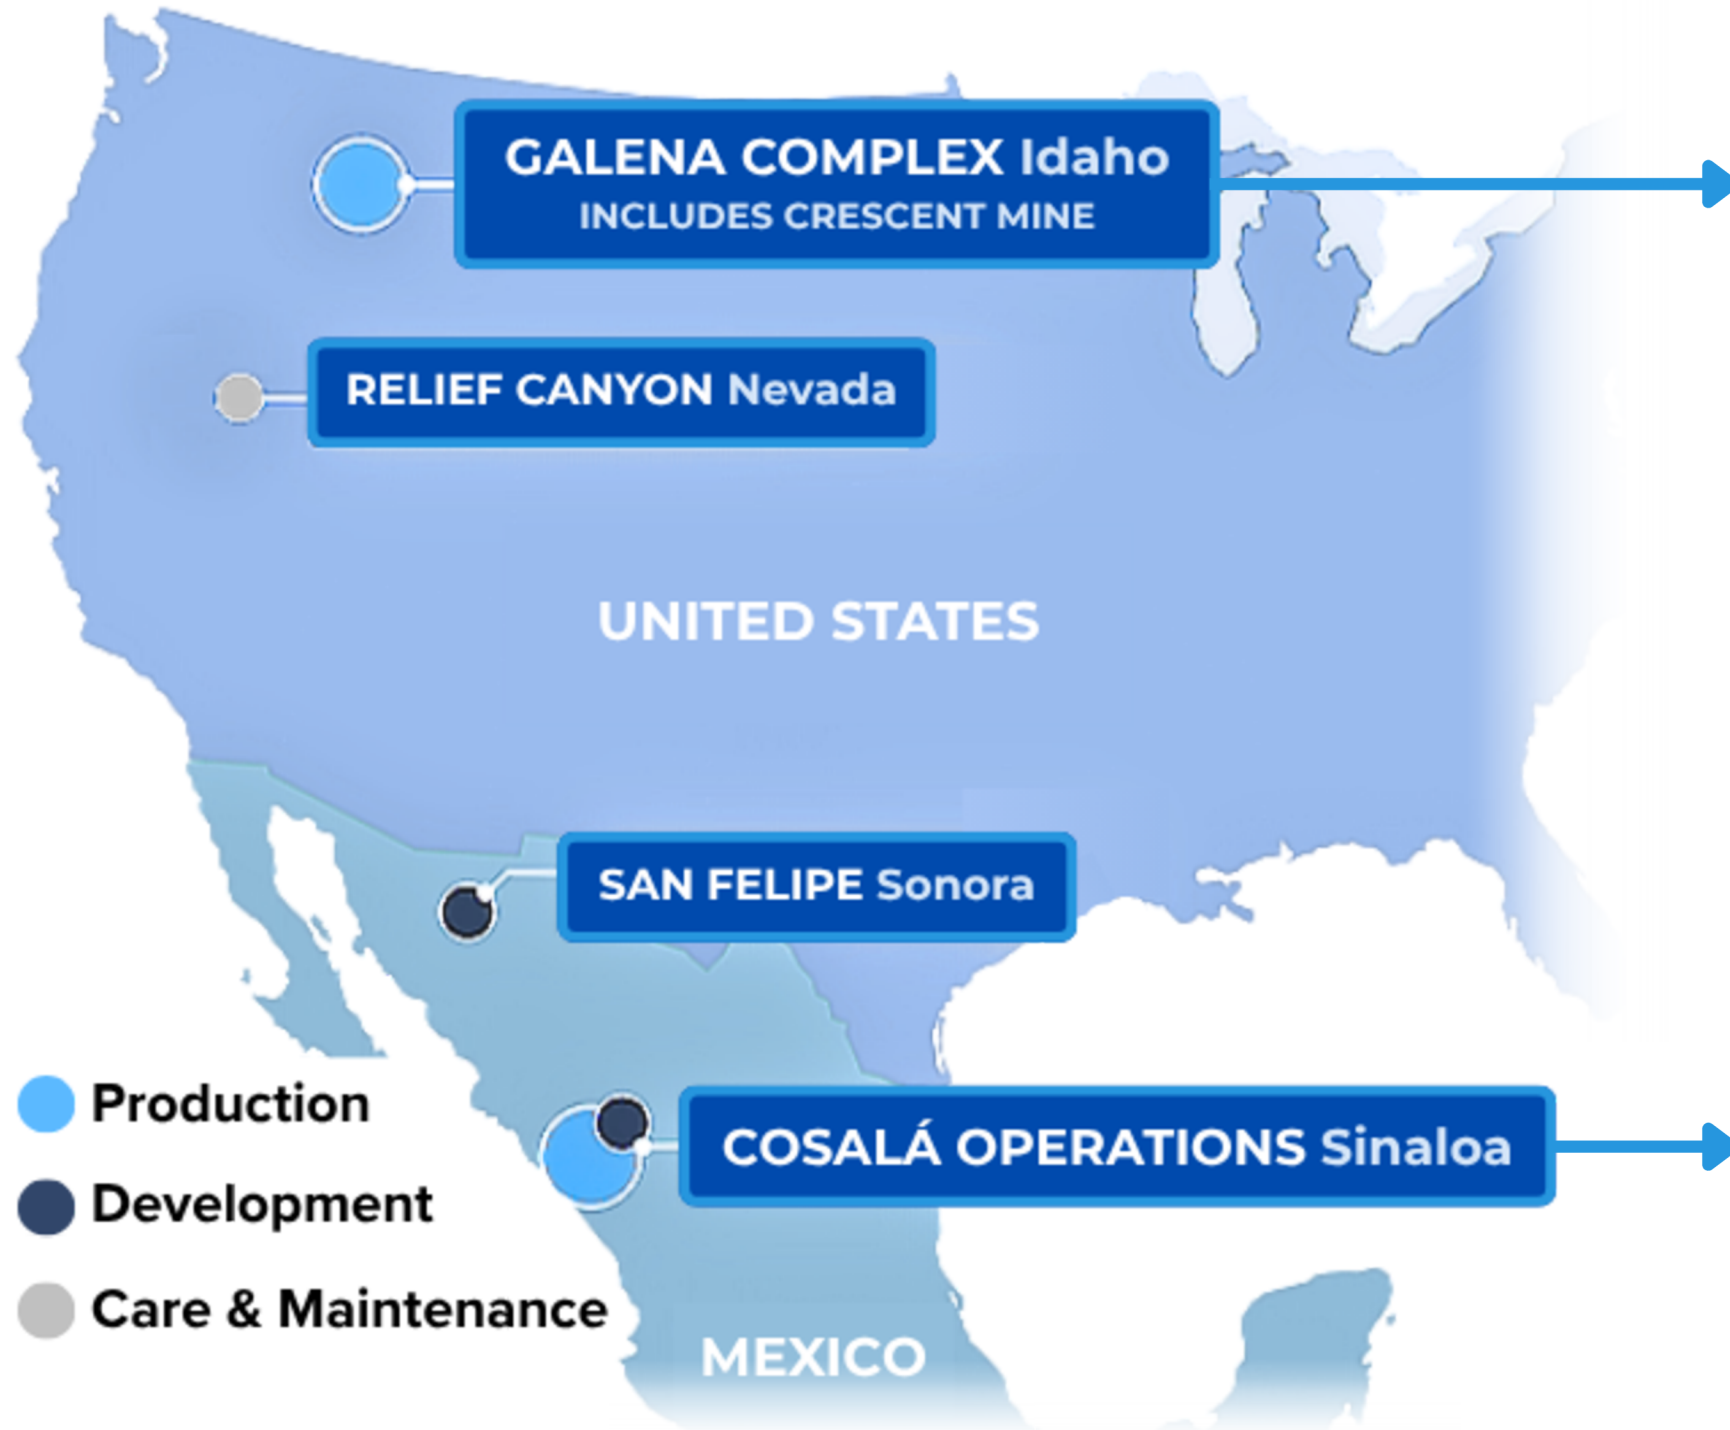 GALENA COMPLEX Idaho
INCLUDES CRESCENT MINE
RELIEF CANYON Nevada
UNITED STATES
SAN FELIPE Sonora
COSALÁ OPERATIONS Sinaloa
Production
Development
Care & Maintenance
MEXICO